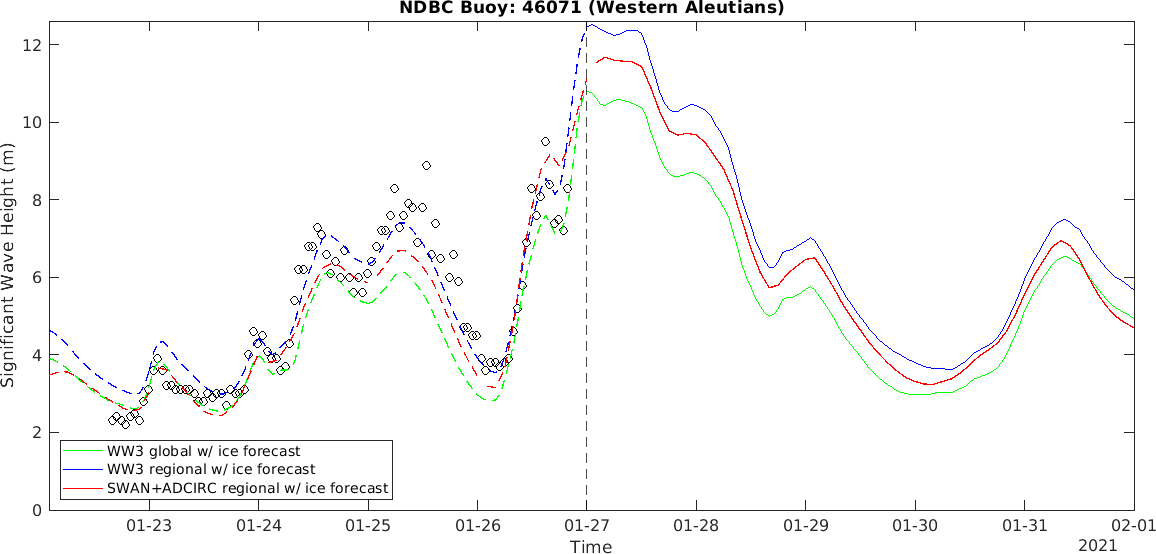 NDBC Buoy: 46071 (Western Aleutians)
Significant Wave Height (m)
12
10
8
6
4
2
0
WW3 global w/ ice forecast
WW3 regional w/ ice forecast
SWAN+ADCIRC regional w/ ice forecast
01-23 01-24 01-25 01-26 01-27 01-28 01-29 01-30 01-31 02-01
Time
2021